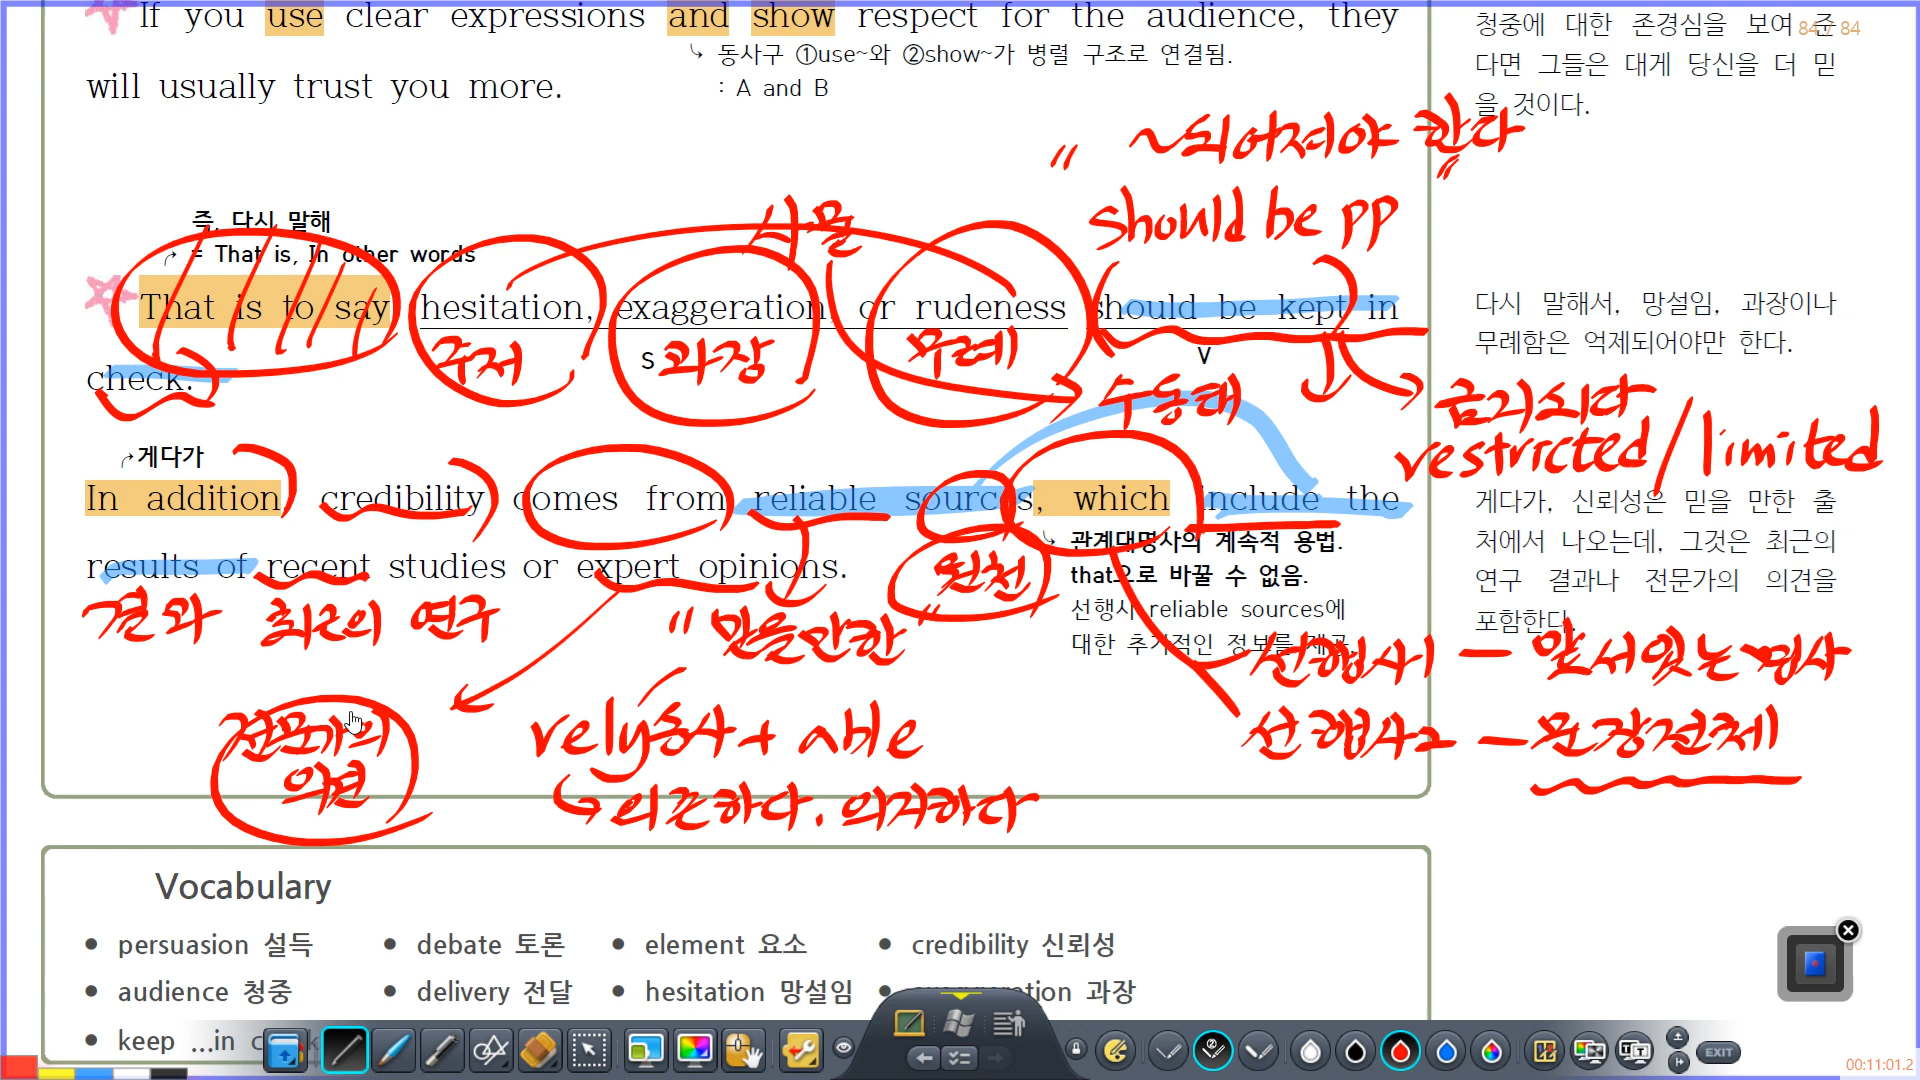 If you use clear expressions and show respect for the audience, they
↳ 동사구 ①use~와 ②show~가 병렬 구조로 연결됨.
will usually trust you more.
: A and B
청중에 대한 존경심을 보여 준
다면 그들은 대게 당신을 더 믿
을 것이다.
84 / 84
" ~되어져야 한다 "
should be pp
사물
즉, 다시 말해
= That is, In other words
That is to say, hesitation, exaggeration, or rudeness should be kept in
주저
S
과장
무례
V
수동태
check.
다시 말해서, 망설임, 과장이나
무례함은 억제되어야만 한다.
금지되다
restricted / limited
게다가
In addition, credibility comes from reliable sources, which include the
↳ 관계대명사의 계속적 용법.
results of recent studies or expert opinions.
that으로 바꿀 수 없음.
선행사 reliable sources에
대한 추가적인 정보를 제공.
게다가, 신뢰성은 믿을 만한 출
처에서 나오는데, 그것은 최근의
연구 결과나 전문가의 의견을
포함한다.
결과 최근의 연구
" 믿을만한 "
원천
선행사1 — 앞서있는 명사
선행사2 — 문장전체
전문가의
의견
rely동사 + able
↳ 의존하다. 의지하다
Vocabulary
• persuasion 설득
• debate 토론
• element 요소
• credibility 신뢰성
• audience 청중
• delivery 전달
• hesitation 망설임
• 과장
• keep ...in
EXIT
00:11:01.2